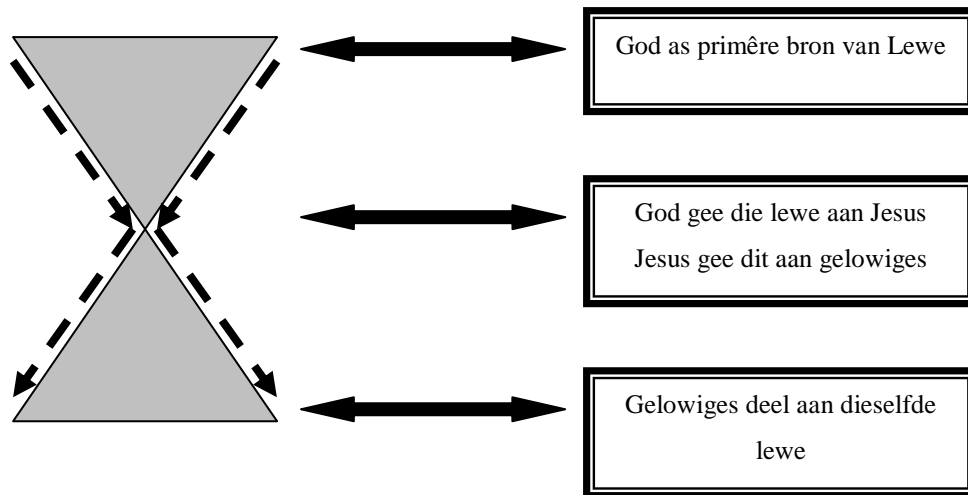 God as primêre bron van Lewe
God gee die lewe aan Jesus
Jesus gee dit aan gelowiges
Gelowiges deel aan dieselfde
lewe